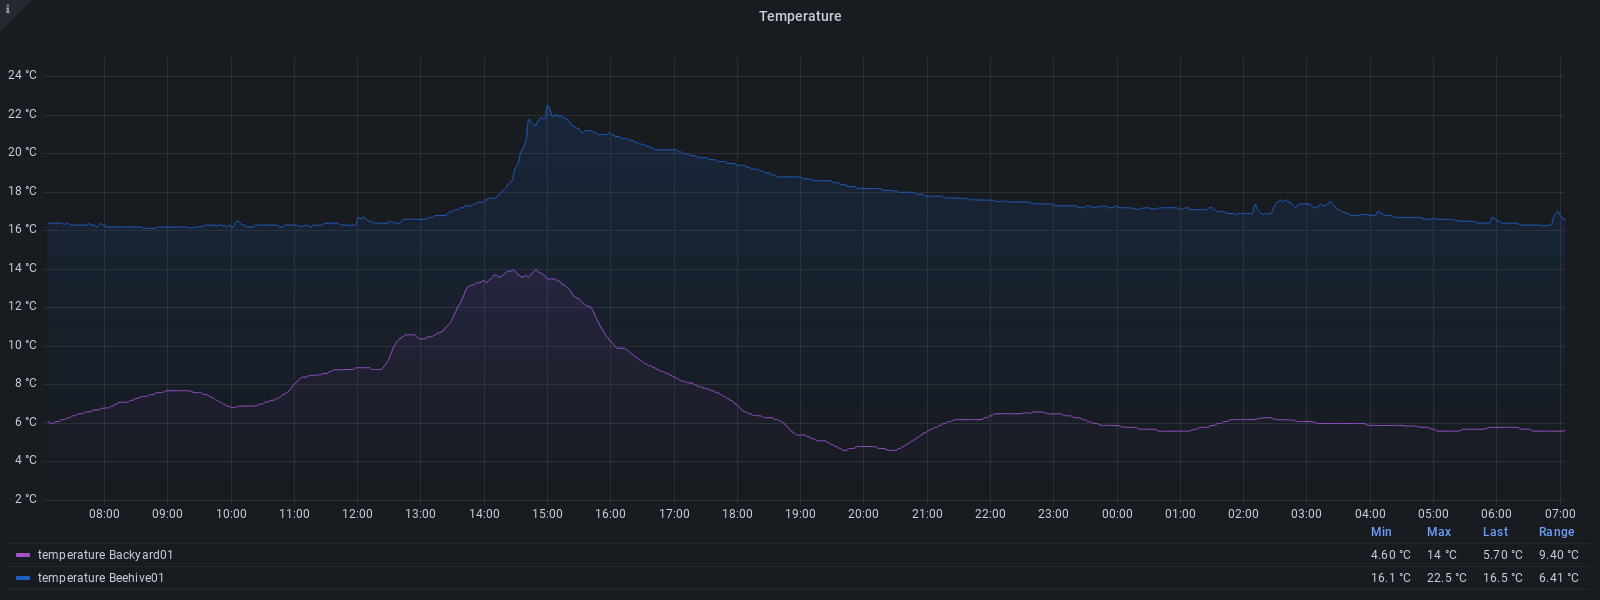 i
Temperature
24 °C
22 °C
20 °C
18 °C
16 °C
14 °C
12 °C
10 °C
8 °C
6 °C
4 °C
2 °C
08:00 09:00 10:00 11:00 12:00 13:00 14:00 15:00 16:00 17:00 18:00 19:00 20:00 21:00 22:00 23:00 00:00 01:00 02:00 03:00 04:00 05:00 06:00 07:00
Min Max Last Range
temperature Backyard01 4.60 °C 14 °C 5.70 °C 9.40 °C
temperature Beehive01 16.1 °C 22.5 °C 16.5 °C 6.41 °C